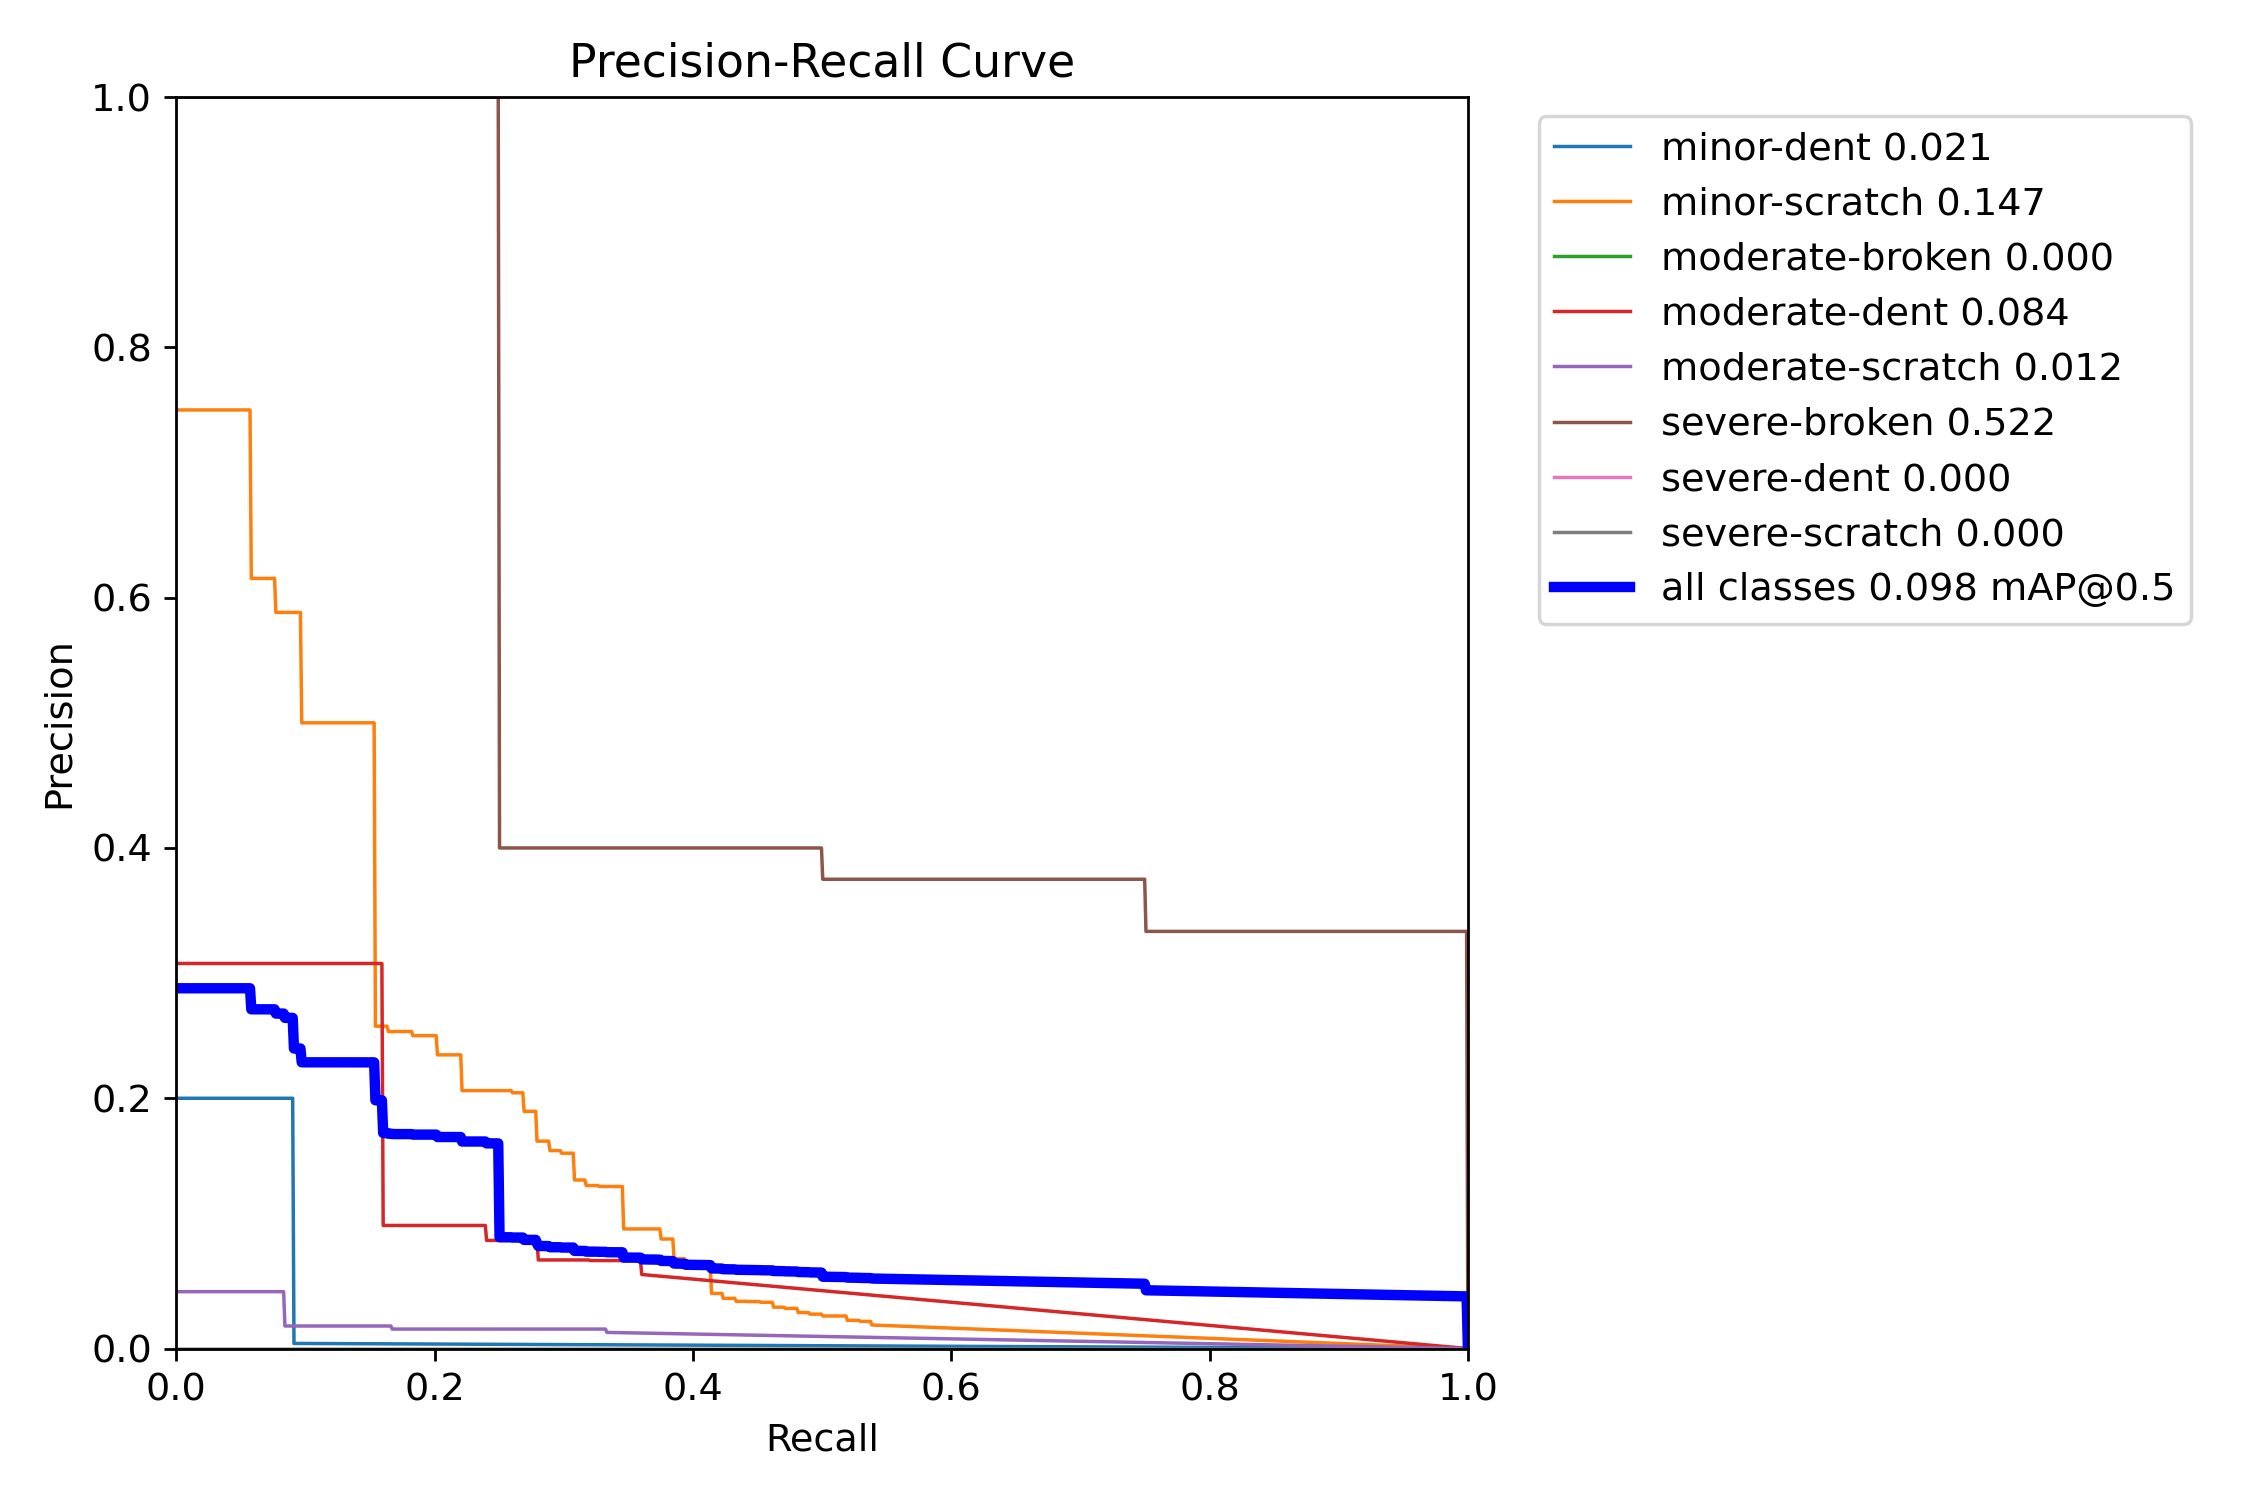 Precision-Recall Curve
1.0
0.8
0.6
0.4
0.2
0.0
Precision
0.0 0.2 0.4 0.6 0.8 1.0
Recall
minor-dent 0.021
minor-scratch 0.147
moderate-broken 0.000
moderate-dent 0.084
moderate-scratch 0.012
severe-broken 0.522
severe-dent 0.000
severe-scratch 0.000
all classes 0.098 mAP@0.5